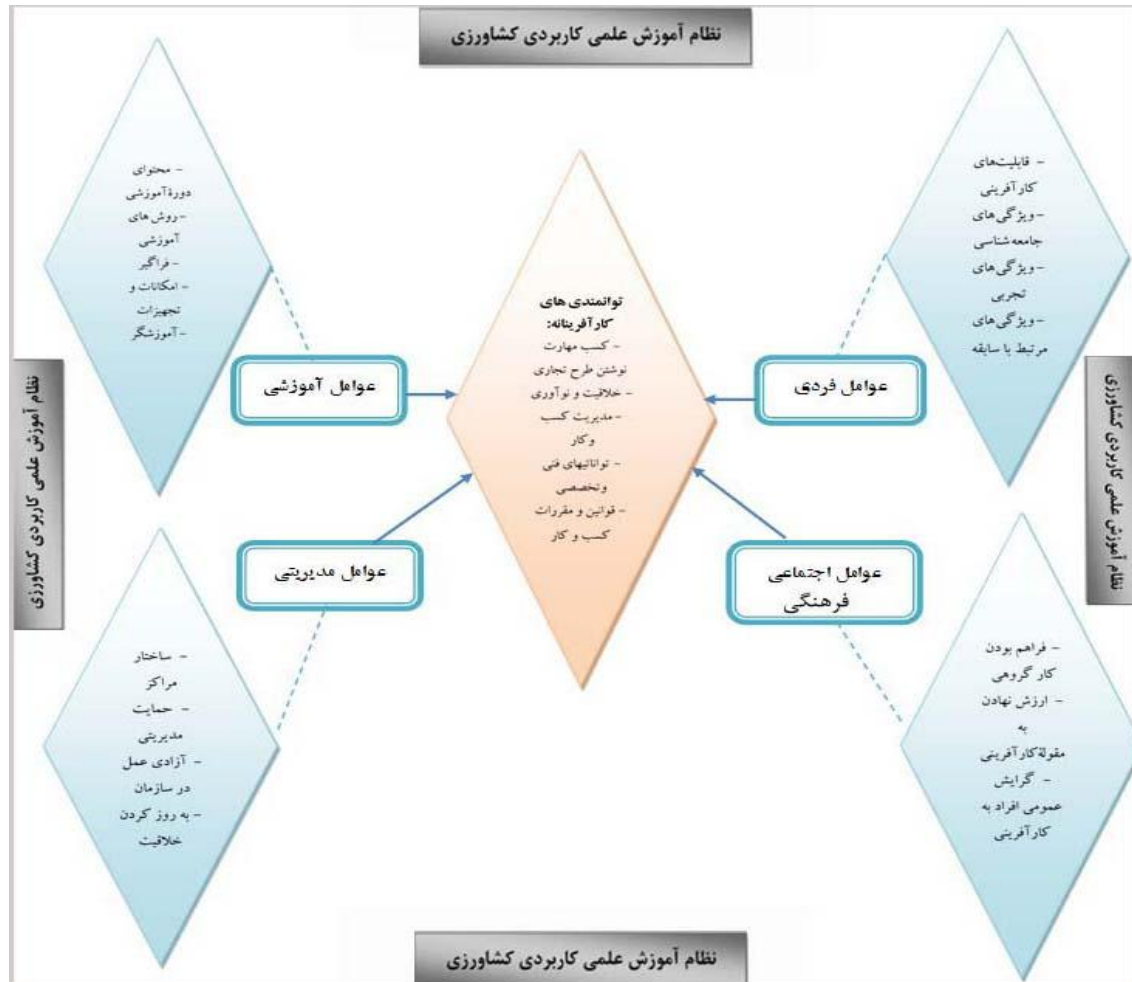 نظام آموزش علمی کاربردی کشاورزی
- قابلیت‌های
کارآفرینی
-ویژگی‌های
جامعه‌شناسی
-ویژگی‌های
تجربی
-ویژگی‌های
مرتبط با سابقه
- محتوای
دورۀ آموزشی
-روش های
آموزشی
- فراگیر
- امکانات و
تجهیزات
-آموزشگر
توانمندی های
کارآفرینانه:
- کسب مهارت
نوشتن طرح تجاری
- خلاقیت و نوآوری
- مدیریت کسب
وکار
- تواناتیهای فنی
وتخصصی
- قوانین و مقررات
کسب و کار
عوامل فردی
عوامل آموزشی
نظام آموزش علمی کاربردی کشاورزی
نظام آموزش علمی کاربردی کشاورزی
عوامل اجتماعی
فرهنگی
عوامل مدیریتی
- فراهم بودن
کار گروهی
- ارزش نهادن
به
مقولۀ کارآفرینی
- گرایش
عمومی افراد به
کارآفرینی
- ساختار
مراکز
- حمایت
مدیریتی
- آزادی عمل
در سازمان
- به روز کردن
خلاقیت
نظام آموزش علمی کاربردی کشاورزی